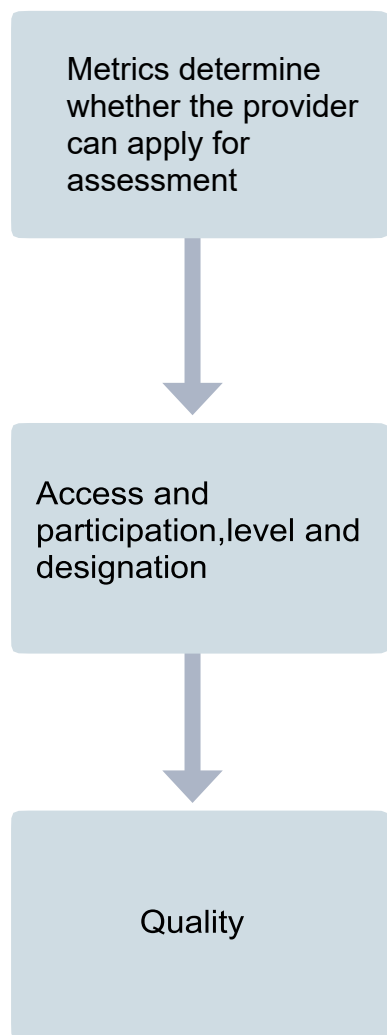 Metrics determine
whether the provider
can apply for
assessment
Access and
participation,level and
designation
Quality